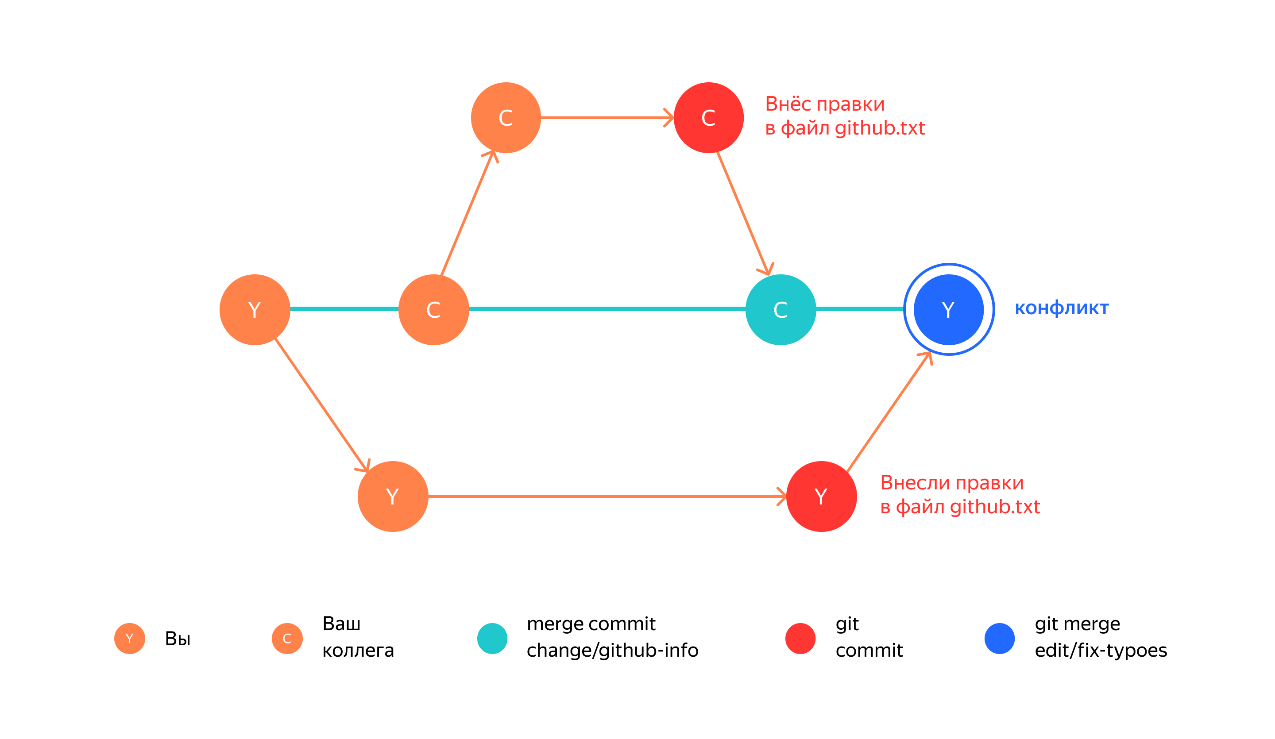 C
C
Внёс правки
в файл github.txt
Y
C
C
Y
конфликт
Y
Y
Внесли правки
в файл github.txt
Y
Вы
C
Ваш
коллега
merge commit
change/github-info
git
commit
git merge
edit/fix-typoes